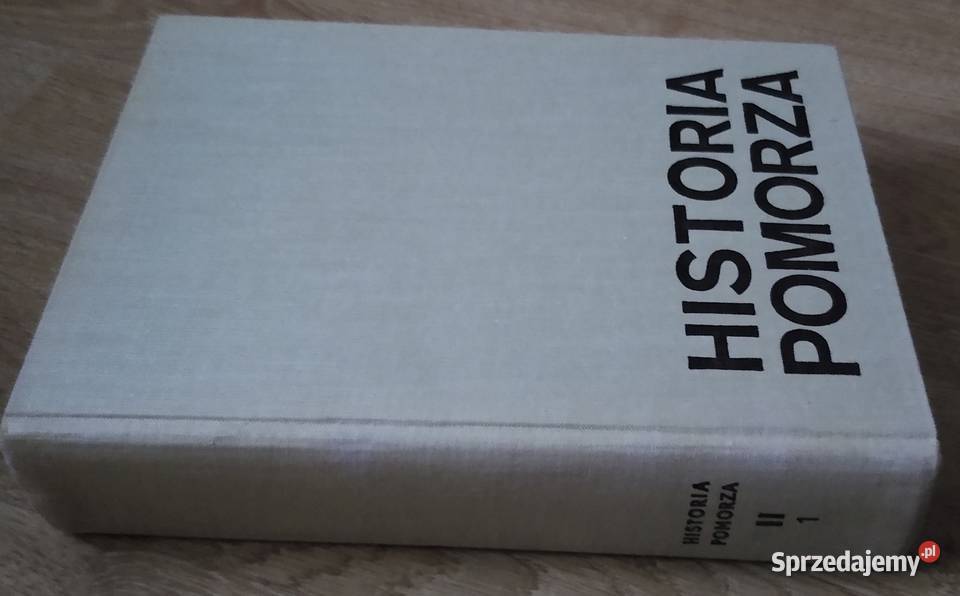 HISTORIA
POMORZA
HISTORIA
POMORZA
II
1
Sprzedajemy.pl